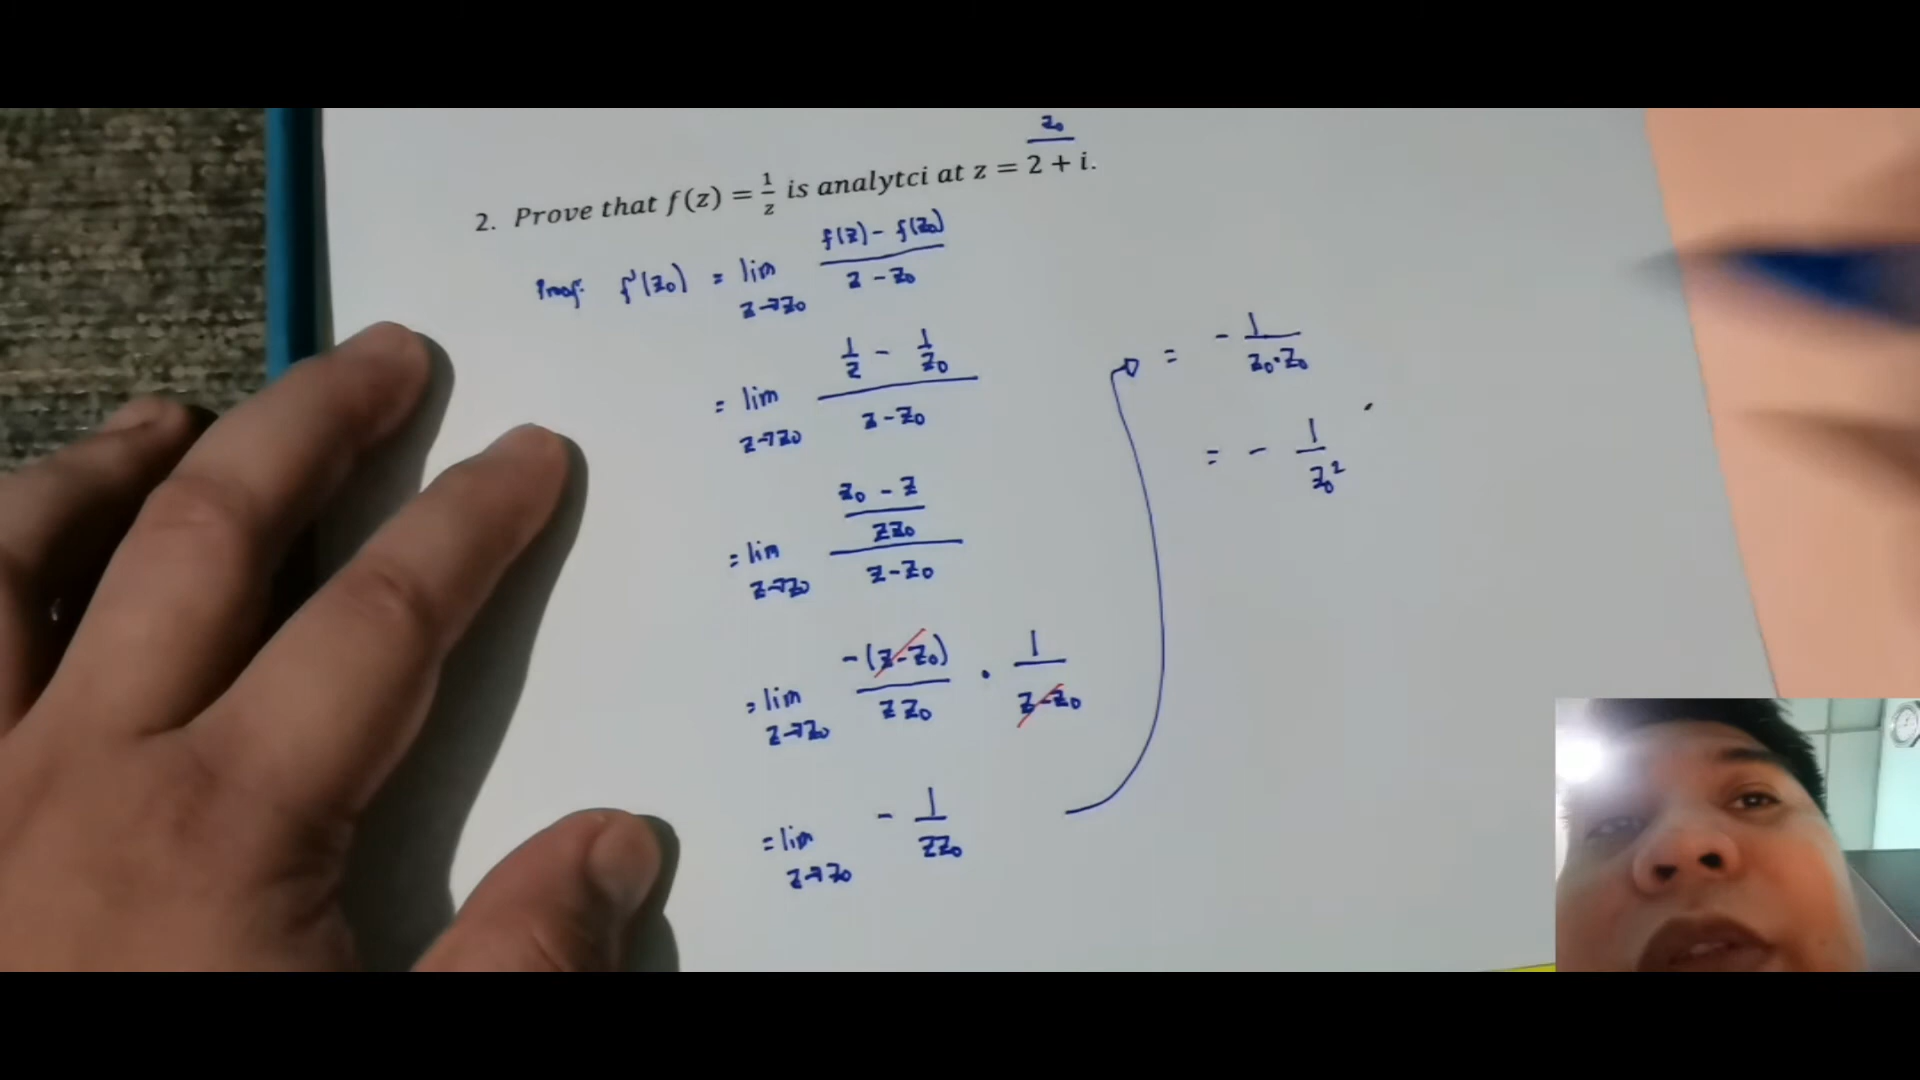 z₀
2. Prove that f(z) = 1/z is analytci at z = 2 + i.
Proof: f'(z₀) = lim z→z₀ (f(z) - f(z₀))/(z - z₀)
= lim z→z₀ (1/z - 1/z₀)/(z - z₀)
= lim z→z₀ ((z₀ - z)/(zz₀))/(z - z₀)
= lim z→z₀ -(z - z₀)/(zz₀) · 1/(z - z₀)
= lim z→z₀ - 1/(zz₀)
= - 1/(z₀·z₀)
= - 1/z₀²